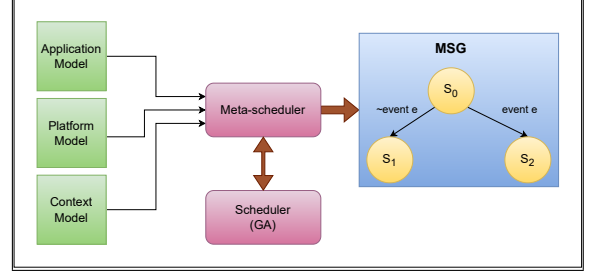 Application
Model
Platform
Model
Context
Model
Meta-scheduler
Scheduler
(GA)
MSG
S0
~event e
event e
S1
S2